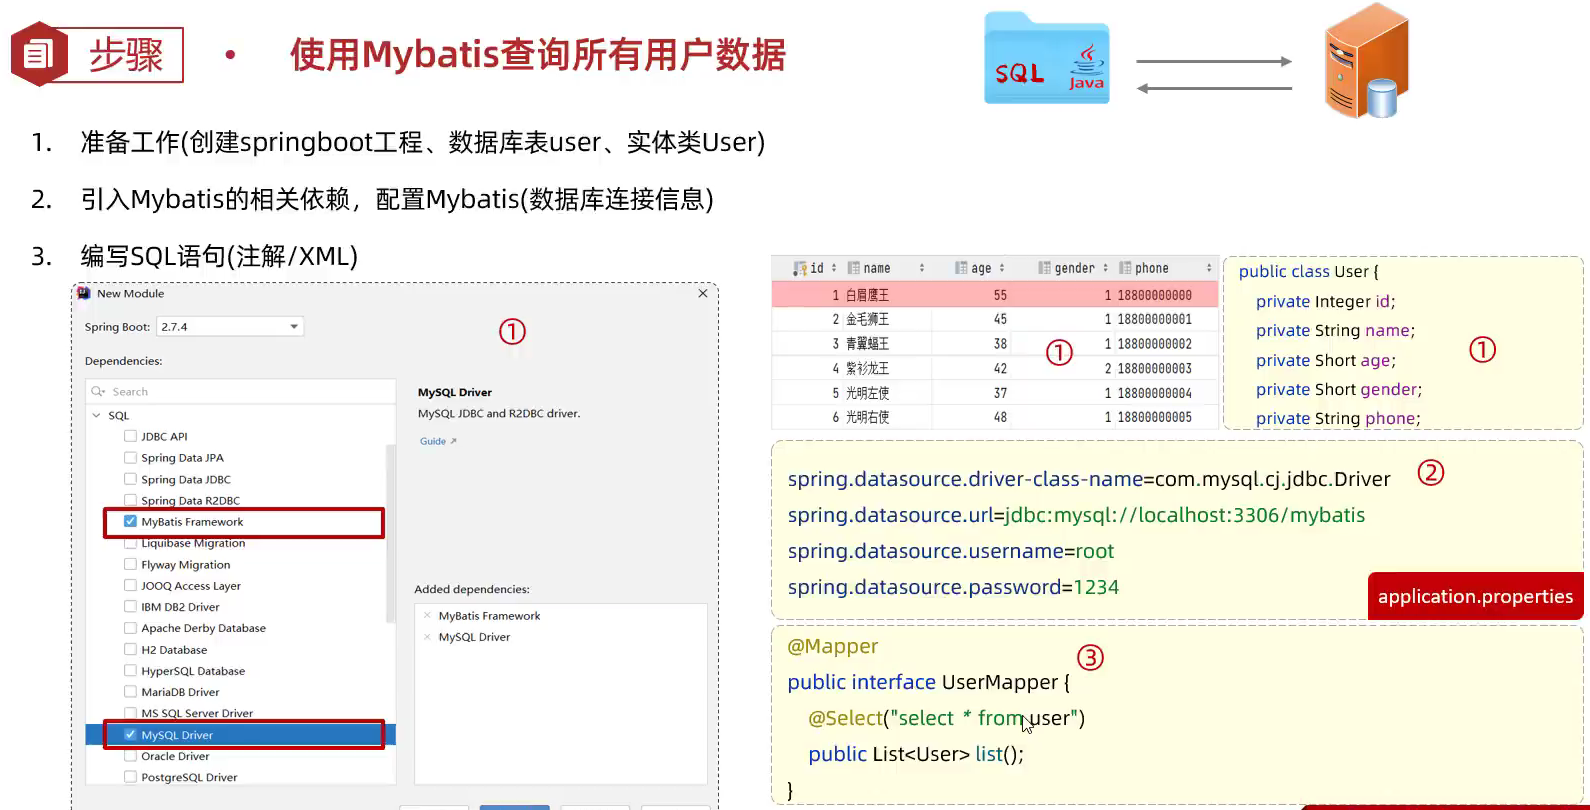 步骤
使用Mybatis查询所有用户数据
SQL
Java
1. 准备工作(创建springboot工程、数据库表user、实体类User)
2. 引入Mybatis的相关依赖，配置Mybatis(数据库连接信息)
3. 编写SQL语句(注解/XML)
New Module
Spring Boot: 2.7.4
①
Dependencies:
Search
SQL
JDBC API
Spring Data JPA
Spring Data JDBC
Spring Data R2DBC
MyBatis Framework
Liquibase Migration
Flyway Migration
JOOQ Access Layer
IBM DB2 Driver
Apache Derby Database
H2 Database
HyperSQL Database
MariaDB Driver
MS SQL Server Driver
MySQL Driver
Oracle Driver
PostgreSQL Driver
MySQL Driver
MySQL JDBC and R2DBC driver.
Guide
Added dependencies:
MyBatis Framework
MySQL Driver
id name age gender phone
1 白眉鹰王 55 1 18800000000
2 金毛狮王 45 1 18800000001
3 青翼蝠王 38 1 18800000002
4 紫衫龙王 42 2 18800000003
5 光明左使 37 1 18800000004
6 光明右使 48 1 18800000005
①
public class User {
private Integer id;
private String name;
private Short age;
private Short gender;
private String phone;
①
spring.datasource.driver-class-name=com.mysql.cj.jdbc.Driver
spring.datasource.url=jdbc:mysql://localhost:3306/mybatis
spring.datasource.username=root
spring.datasource.password=1234
②
application.properties
@Mapper
public interface UserMapper {
@Select("select * from user")
public List<User> list();
}
③